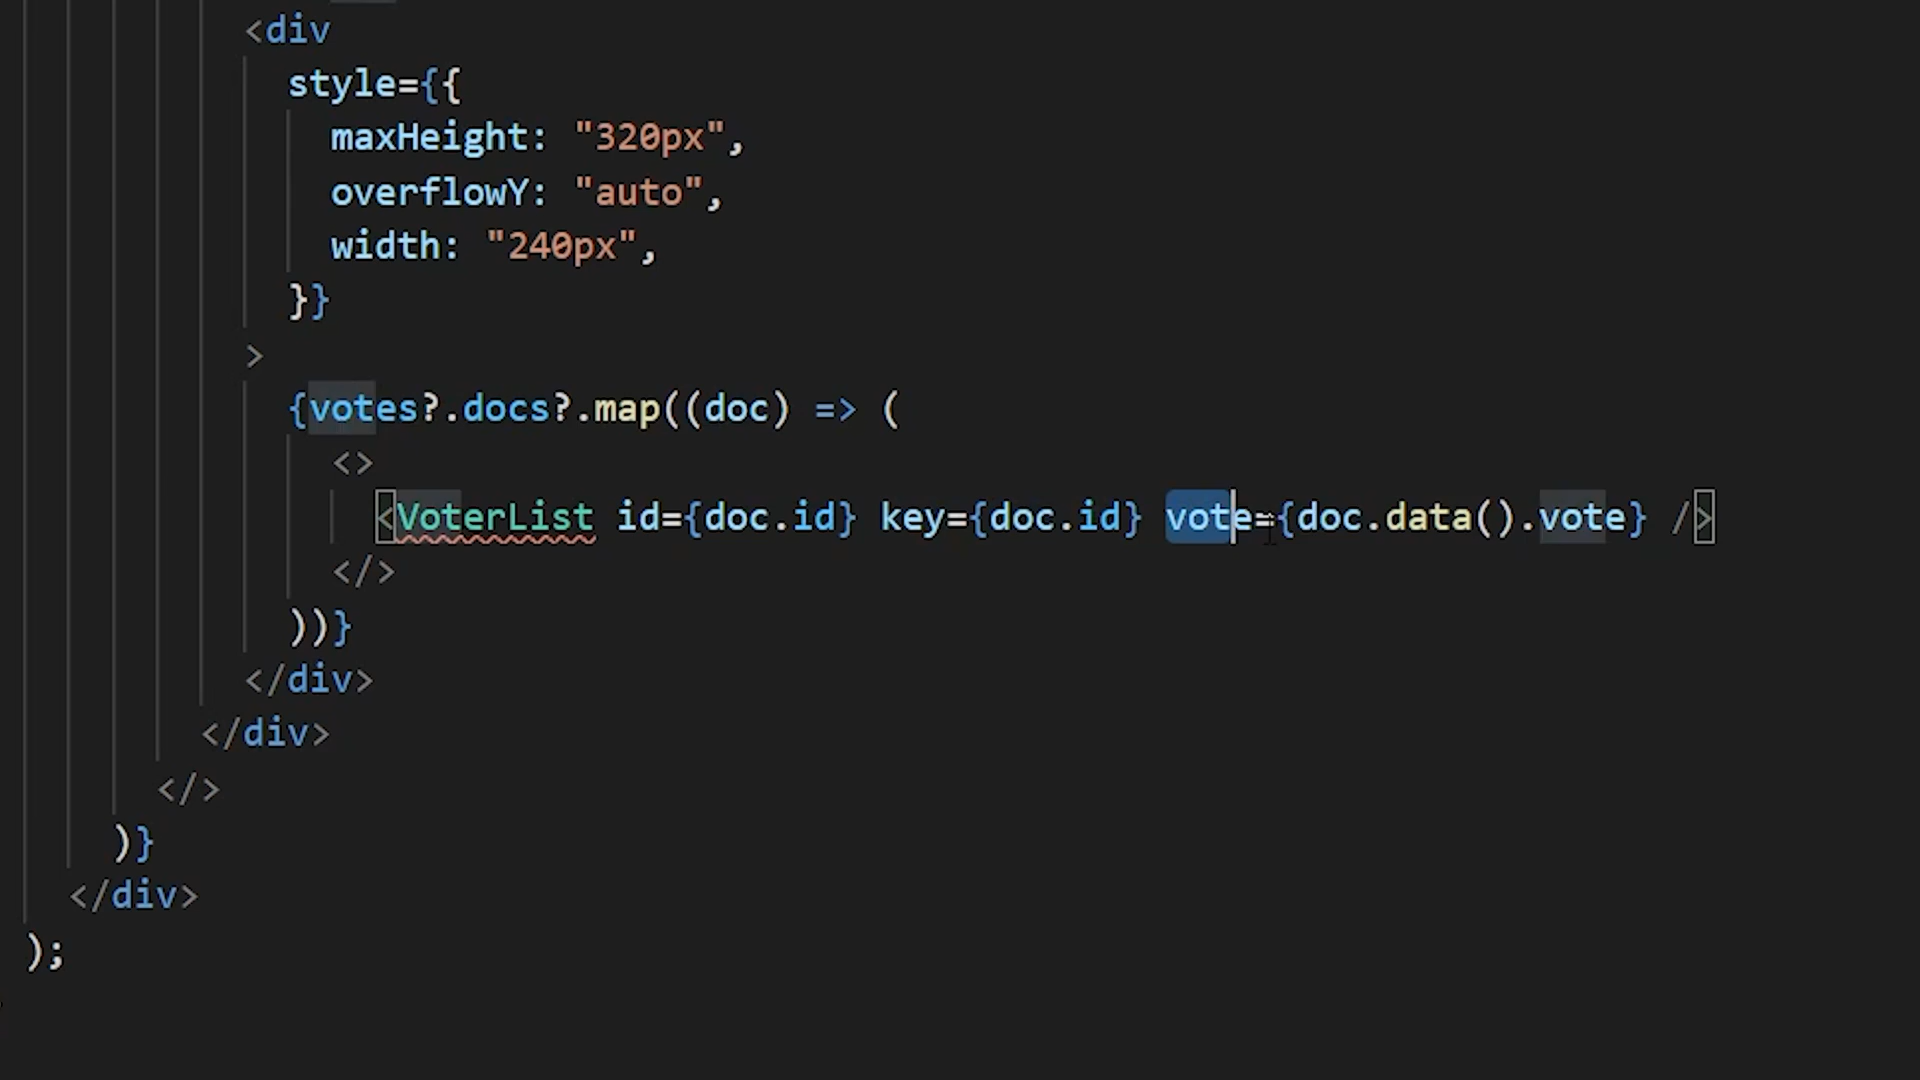 <div
style={{
maxHeight: "320px",
overflowY: "auto",
width: "240px",
}}
>
{votes?.docs?.map((doc) => (
<>
<VoterList id={doc.id} key={doc.id} vote={doc.data().vote} />
</>
))}
</div>
</div>
</>
)}
</div>
);